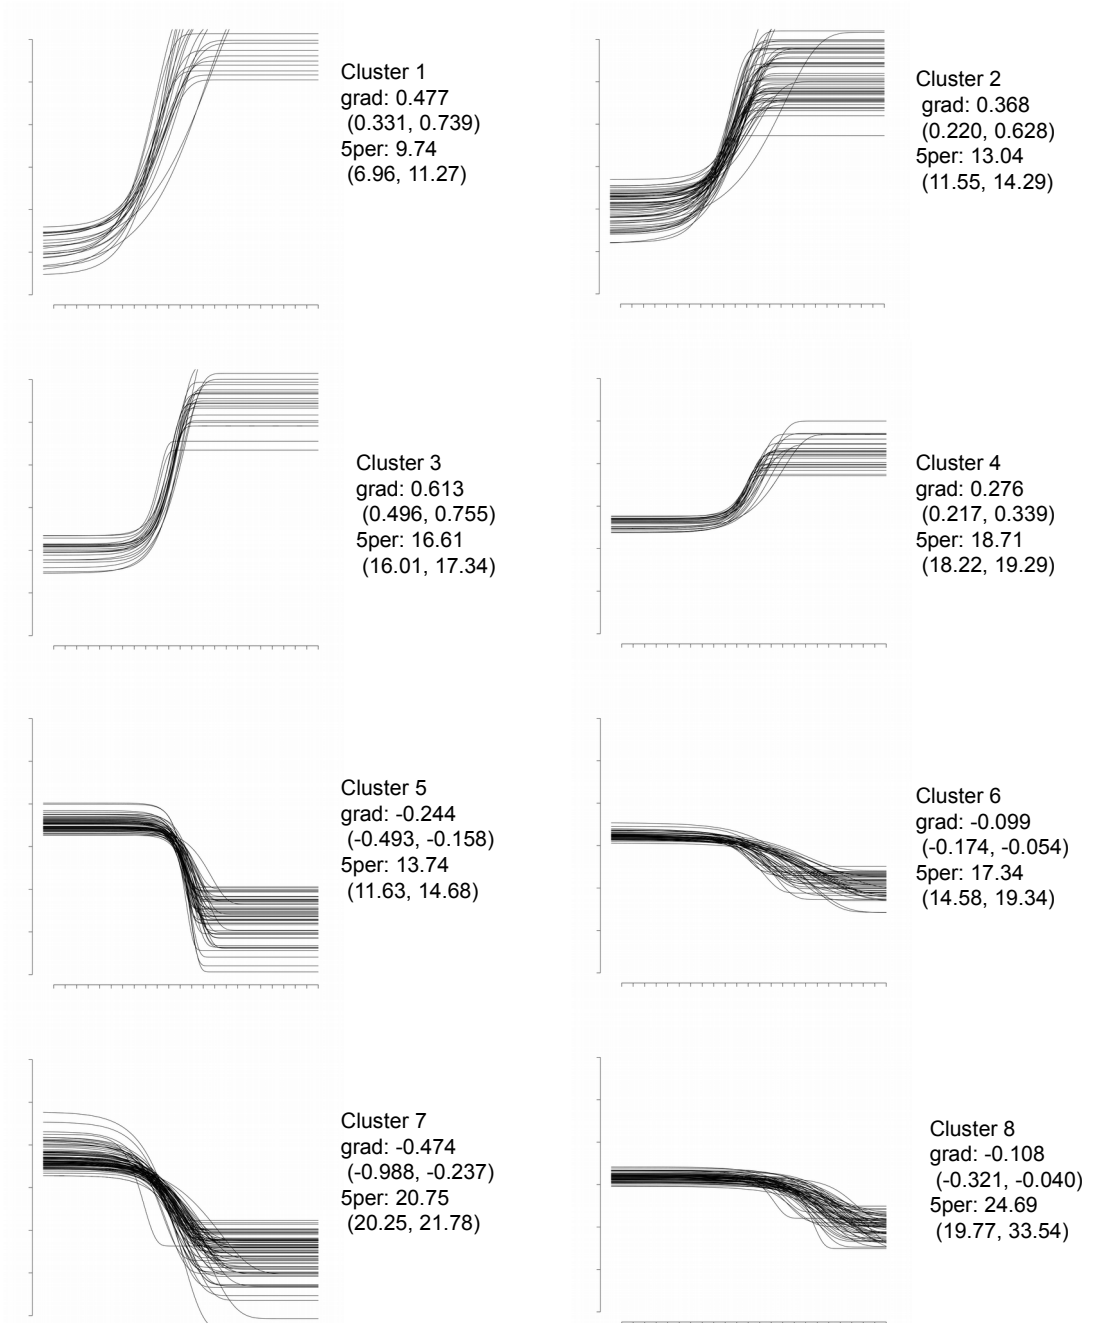 Cluster 1
grad: 0.477
(0.331, 0.739)
5per: 9.74
(6.96, 11.27)
Cluster 2
grad: 0.368
(0.220, 0.628)
5per: 13.04
(11.55, 14.29)
Cluster 3
grad: 0.613
(0.496, 0.755)
5per: 16.61
(16.01, 17.34)
Cluster 4
grad: 0.276
(0.217, 0.339)
5per: 18.71
(18.22, 19.29)
Cluster 5
grad: -0.244
(-0.493, -0.158)
5per: 13.74
(11.63, 14.68)
Cluster 6
grad: -0.099
(-0.174, -0.054)
5per: 17.34
(14.58, 19.34)
Cluster 7
grad: -0.474
(-0.988, -0.237)
5per: 20.75
(20.25, 21.78)
Cluster 8
grad: -0.108
(-0.321, -0.040)
5per: 24.69
(19.77, 33.54)